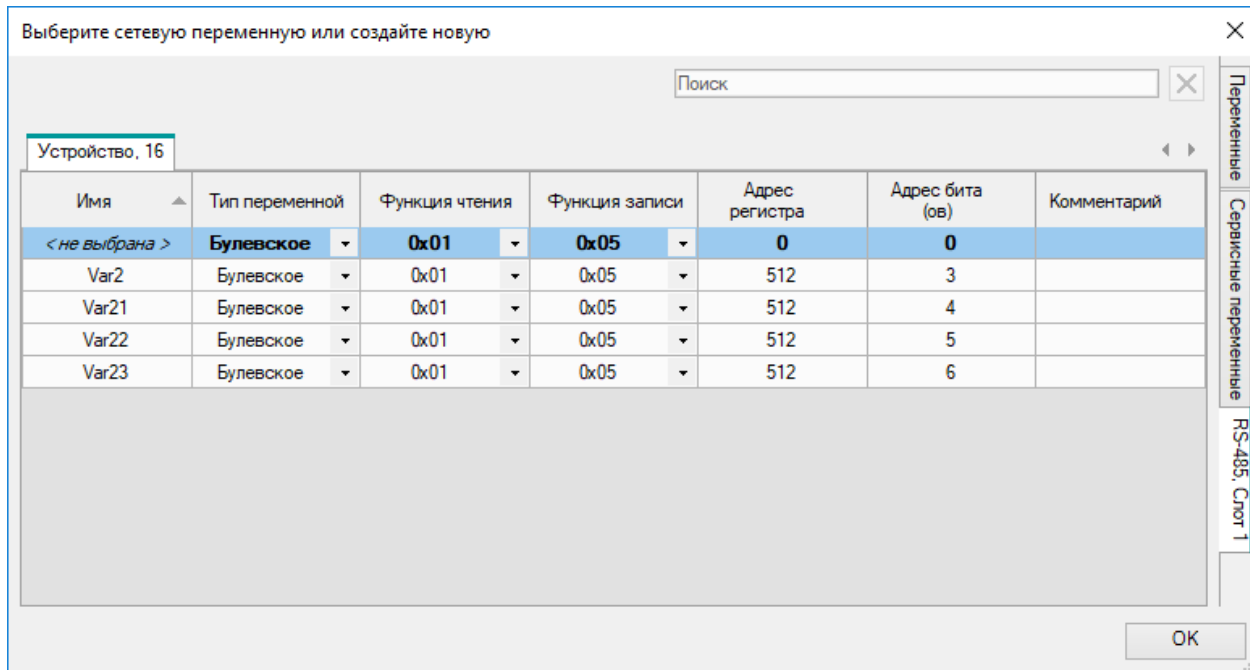 Выберите сетевую переменную или создайте новую
Поиск
Устройство, 16
Имя Тип переменной Функция чтения Функция записи Адрес регистра Адрес бита (ов) Комментарий
<не выбрана> Булевское 0x01 0x05 0 0
Var2 Булевское 0x01 0x05 512 3
Var21 Булевское 0x01 0x05 512 4
Var22 Булевское 0x01 0x05 512 5
Var23 Булевское 0x01 0x05 512 6
Переменные
Сервисные переменные
RS-485, Слот 1
OK